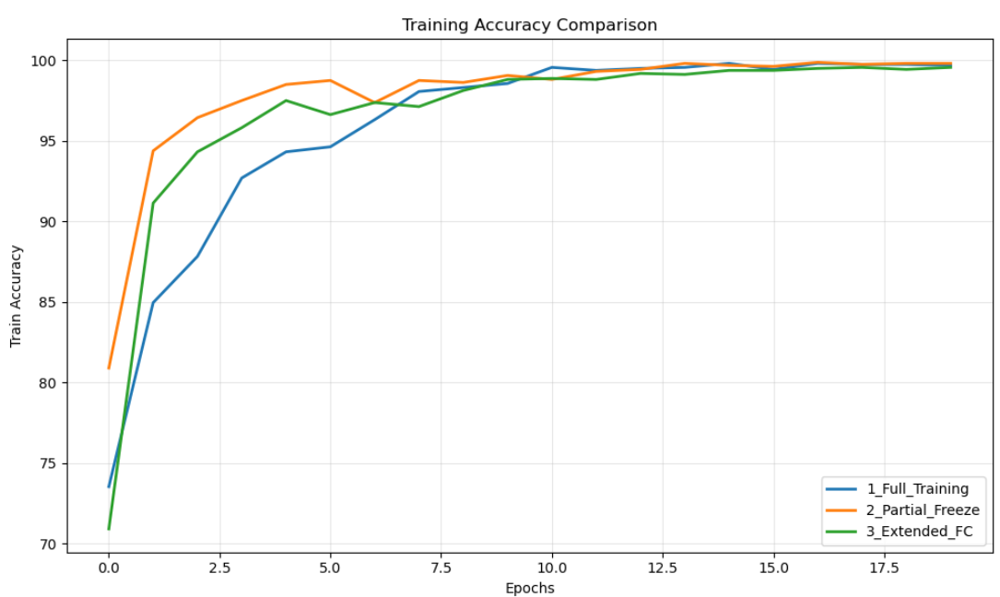 Training Accuracy Comparison
Train Accuracy
100
95
90
85
80
75
70
0.0 2.5 5.0 7.5 10.0 12.5 15.0 17.5
Epochs
1_Full_Training
2_Partial_Freeze
3_Extended_FC